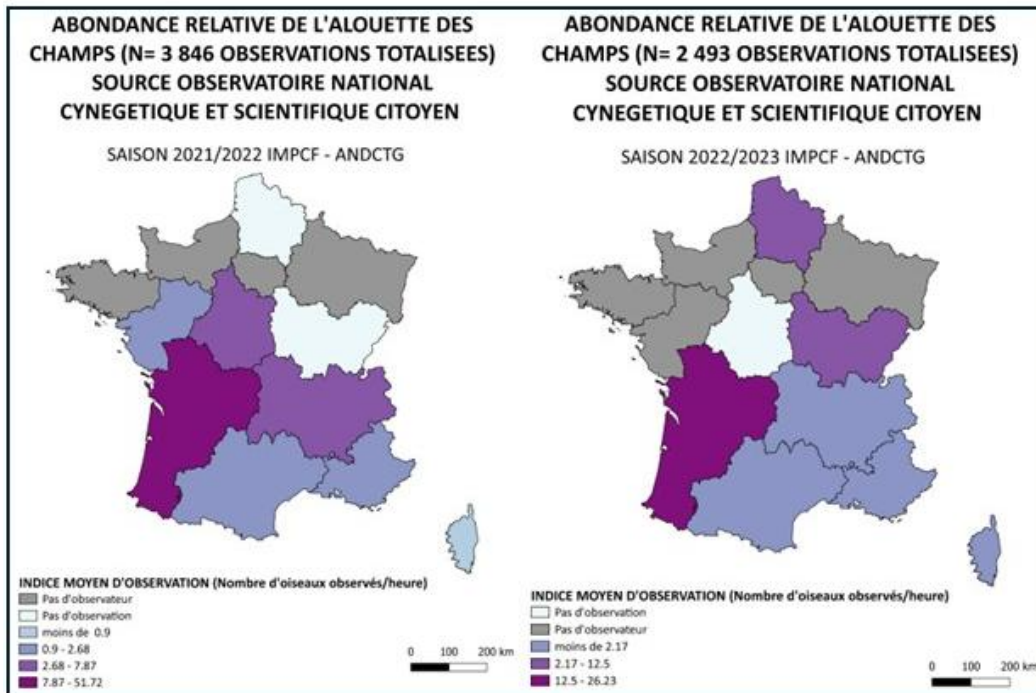 ABONDANCE RELATIVE DE L'ALOUETTE DES
CHAMPS (N= 3 846 OBSERVATIONS TOTALISEES)
SOURCE OBSERVATOIRE NATIONAL
CYNEGETIQUE ET SCIENTIFIQUE CITOYEN
SAISON 2021/2022 IMPCF - ANDCTG
INDICE MOYEN D'OBSERVATION (Nombre d'oiseaux observés/heure)
Pas d'observateur
Pas d'observation
moins de 0.9
0.9 - 2.68
2.68 - 7.87
7.87 - 51.72
0 100 200 km
ABONDANCE RELATIVE DE L'ALOUETTE DES
CHAMPS (N= 2 493 OBSERVATIONS TOTALISEES)
SOURCE OBSERVATOIRE NATIONAL
CYNEGETIQUE ET SCIENTIFIQUE CITOYEN
SAISON 2022/2023 IMPCF - ANDCTG
INDICE MOYEN D'OBSERVATION (Nombre d'oiseaux observés/heure)
Pas d'observation
Pas d'observateur
moins de 2.17
2.17 - 12.5
12.5 - 26.23
0 100 200 km